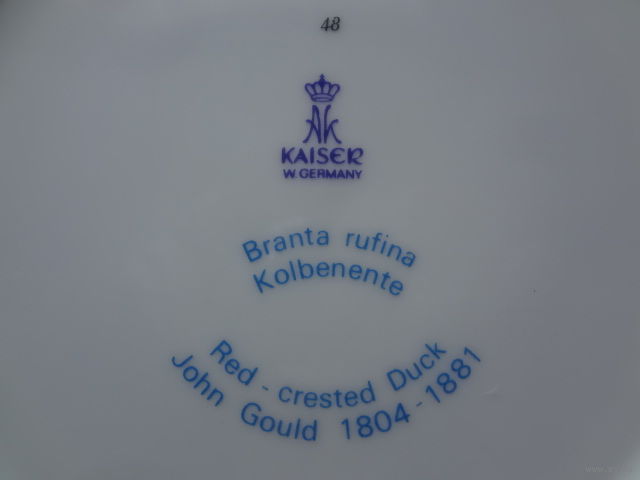 48
AK
KAISER
W. GERMANY
Branta rufina
Kolbenente
Red-crested Duck
John Gould 1804-1881